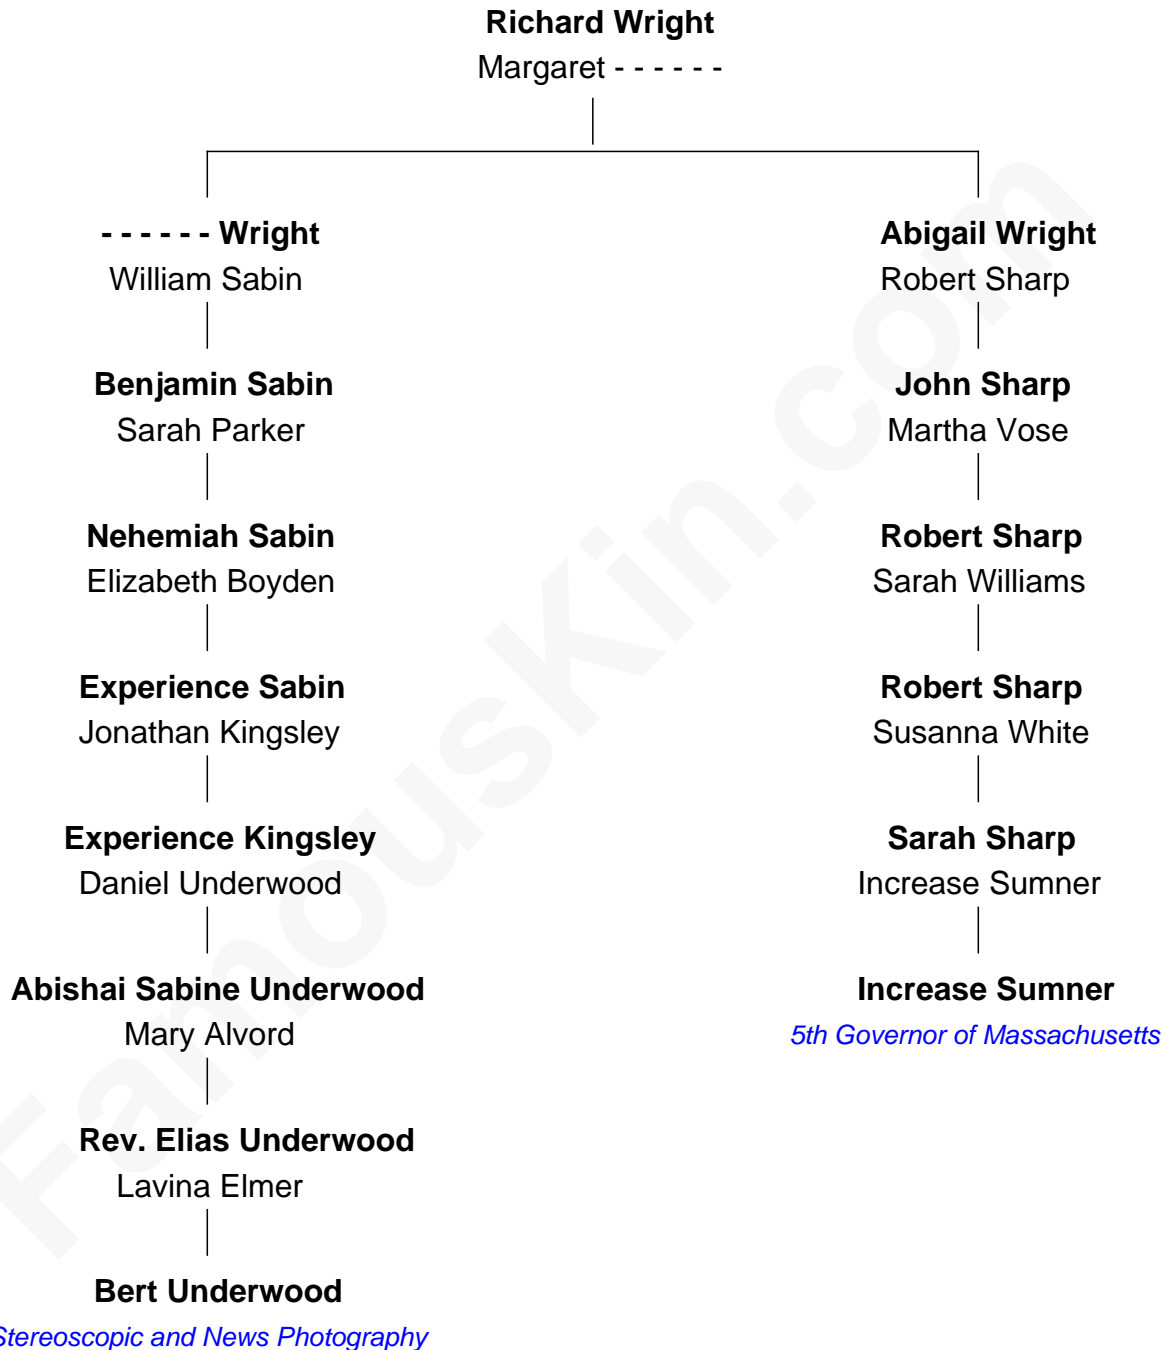 Richard Wright
Margaret - - - - - -
- - - - - - Wright
William Sabin
Abigail Wright
Robert Sharp
Benjamin Sabin
Sarah Parker
John Sharp
Martha Vose
Nehemiah Sabin
Elizabeth Boyden
Robert Sharp
Sarah Williams
Experience Sabin
Jonathan Kingsley
Robert Sharp
Susanna White
Experience Kingsley
Daniel Underwood
Sarah Sharp
Increase Sumner
Abishai Sabine Underwood
Mary Alvord
Increase Sumner
5th Governor of Massachusetts
Rev. Elias Underwood
Lavina Elmer
Bert Underwood
Stereoscopic and News Photography
FamousKin.com